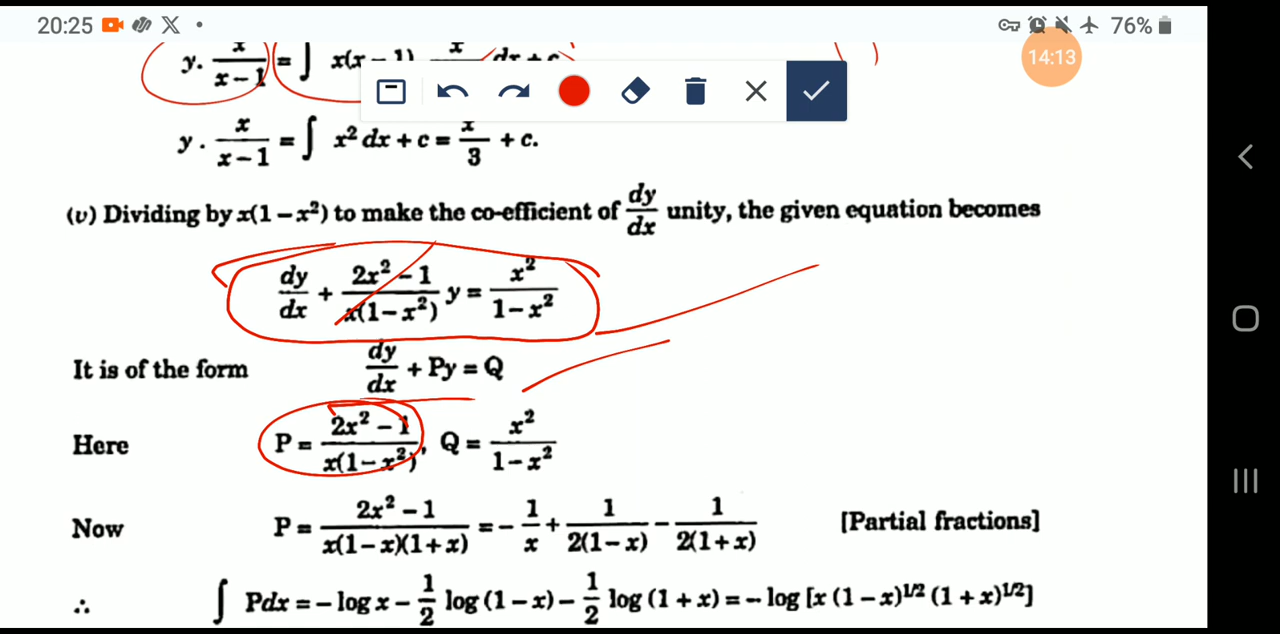 20:25 X • 76%
14:13
y. x/(x − 1) = ∫ x(x − 1) x dx + c
y . x/(x − 1) = ∫ x² dx + c = x/3 + c.
(v) Dividing by x(1 − x²) to make the co-efficient of dy/dx unity, the given equation becomes
dy/dx + (2x² − 1)/(x(1 − x²)) y = x²/(1 − x²)
It is of the form dy/dx + Py = Q
Here P = (2x² − 1)/(x(1 − x²)), Q = x²/(1 − x²)
Now P = (2x² − 1)/(x(1 − x)(1 + x)) = − 1/x + 1/(2(1 − x)) − 1/(2(1 + x)) [Partial fractions]
∴ ∫ Pdx = − log x − 1/2 log (1 − x) − 1/2 log (1 + x) = − log [x (1 − x)^1/2 (1 + x)^1/2]